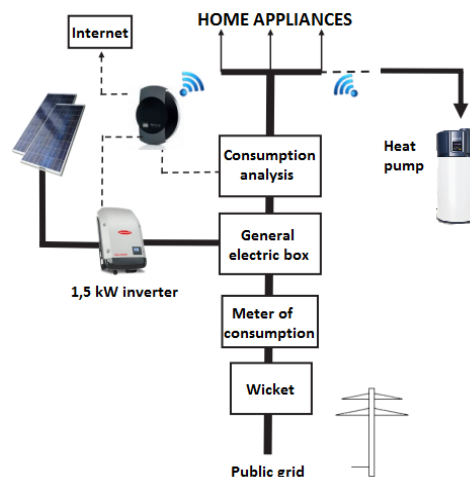 HOME APPLIANCES
Internet
Consumption
analysis
Heat
pump
General
electric box
1,5 kW inverter
Meter of
consumption
Wicket
Public grid